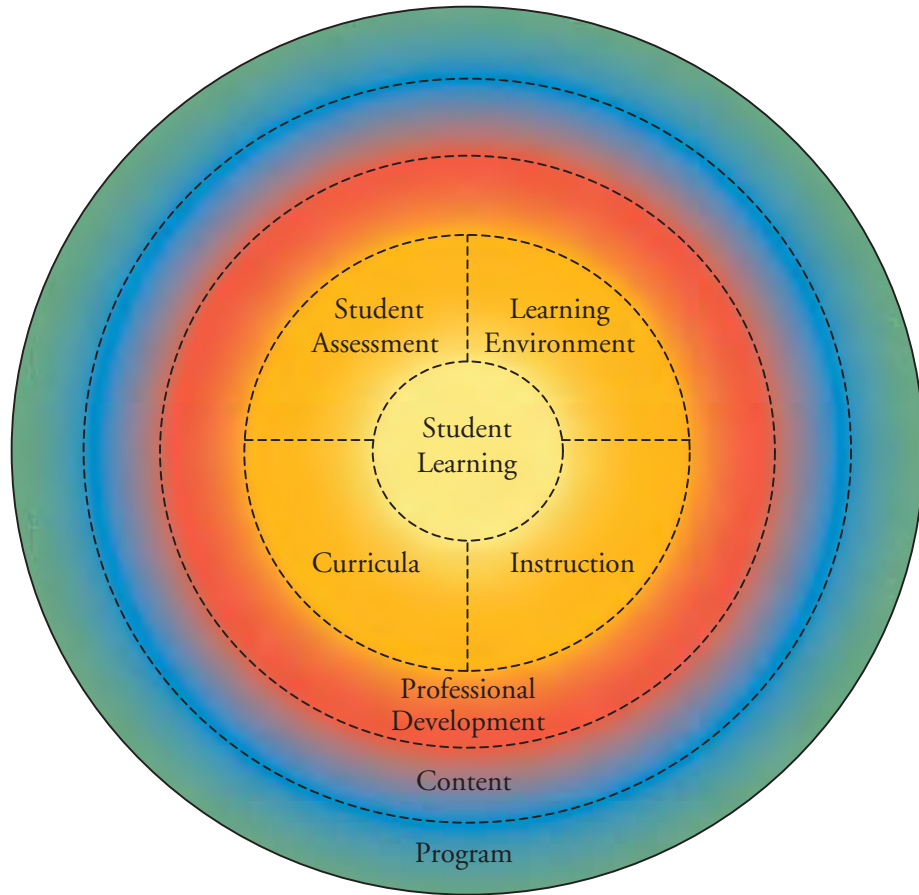 Student
Assessment
Learning
Environment
Student
Learning
Curricula
Instruction
Professional
Development
Content
Program